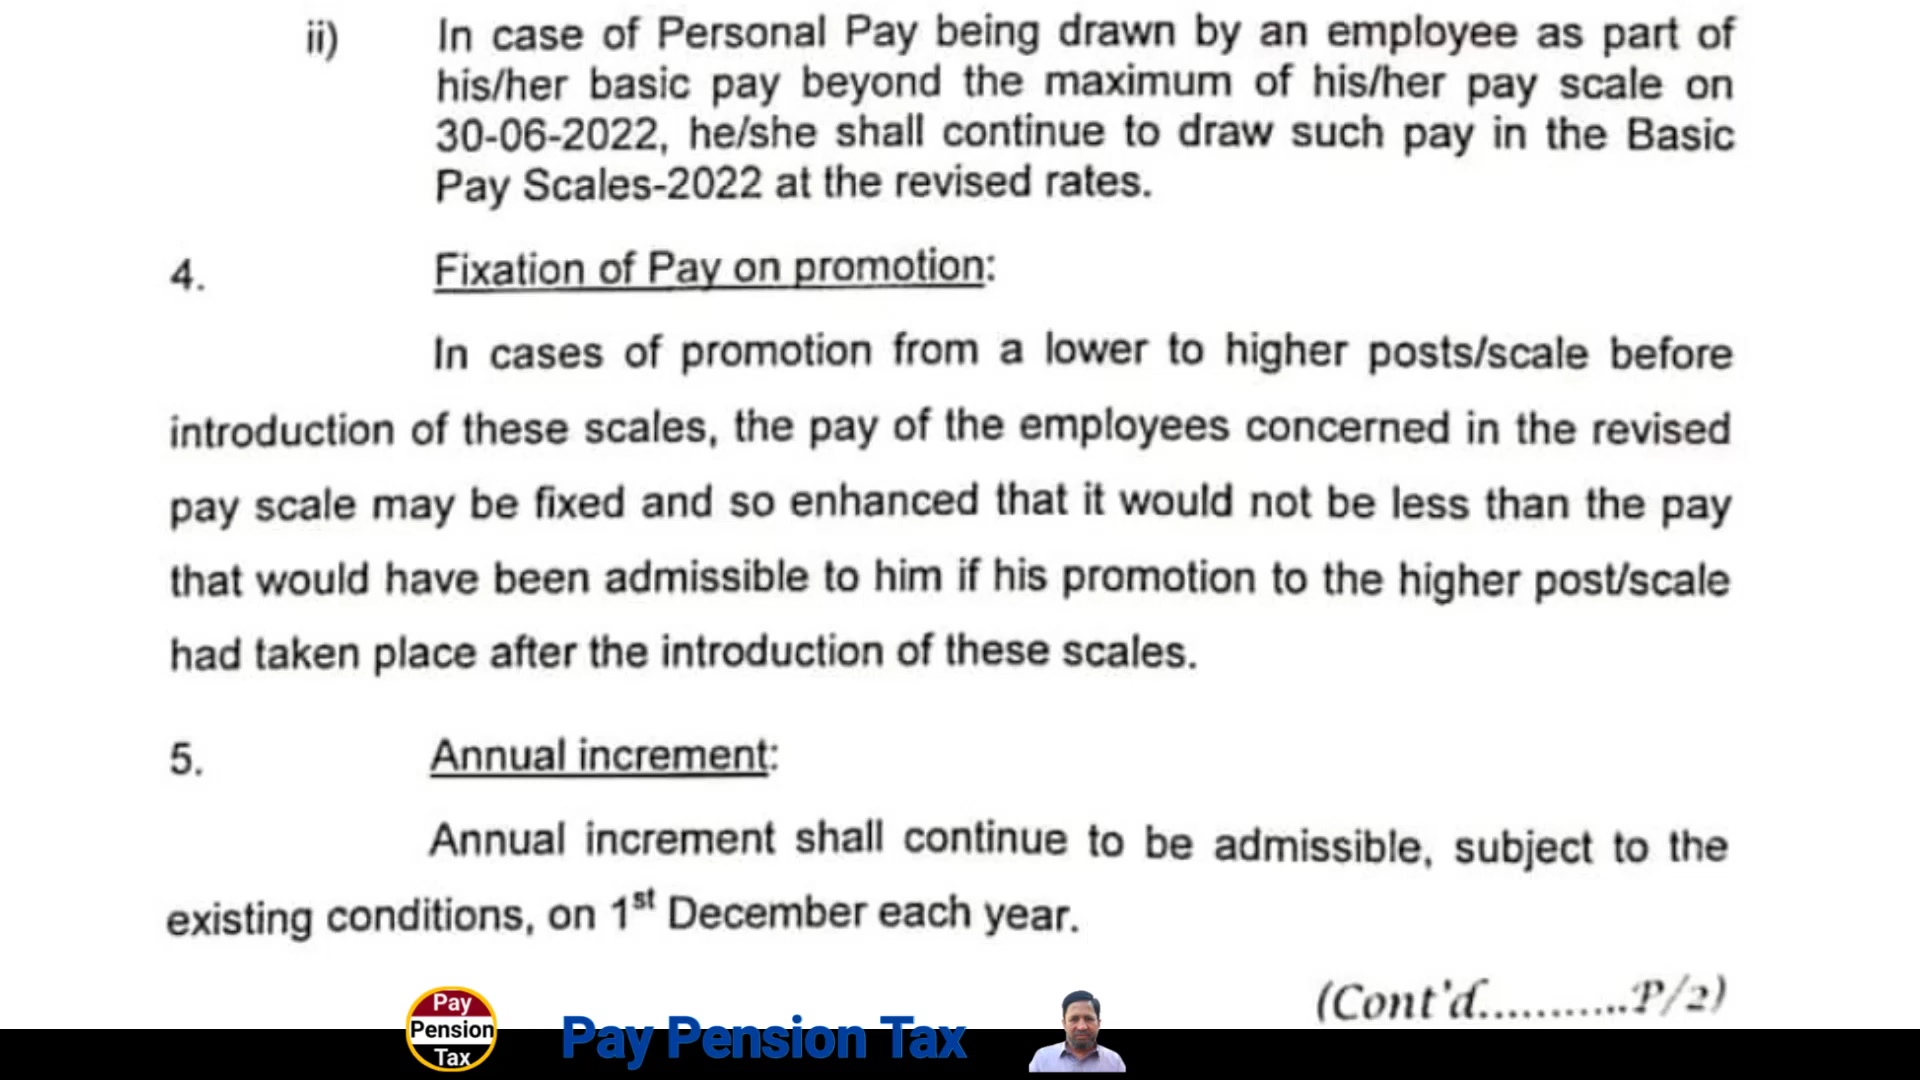 ii) In case of Personal Pay being drawn by an employee as part of
his/her basic pay beyond the maximum of his/her pay scale on
30-06-2022, he/she shall continue to draw such pay in the Basic
Pay Scales-2022 at the revised rates.
4. Fixation of Pay on promotion:
In cases of promotion from a lower to higher posts/scale before
introduction of these scales, the pay of the employees concerned in the revised
pay scale may be fixed and so enhanced that it would not be less than the pay
that would have been admissible to him if his promotion to the higher post/scale
had taken place after the introduction of these scales.
5. Annual increment:
Annual increment shall continue to be admissible, subject to the
existing conditions, on 1st December each year.
(Cont'd...........P/2)
Pay
Pension
Tax
Pay Pension Tax